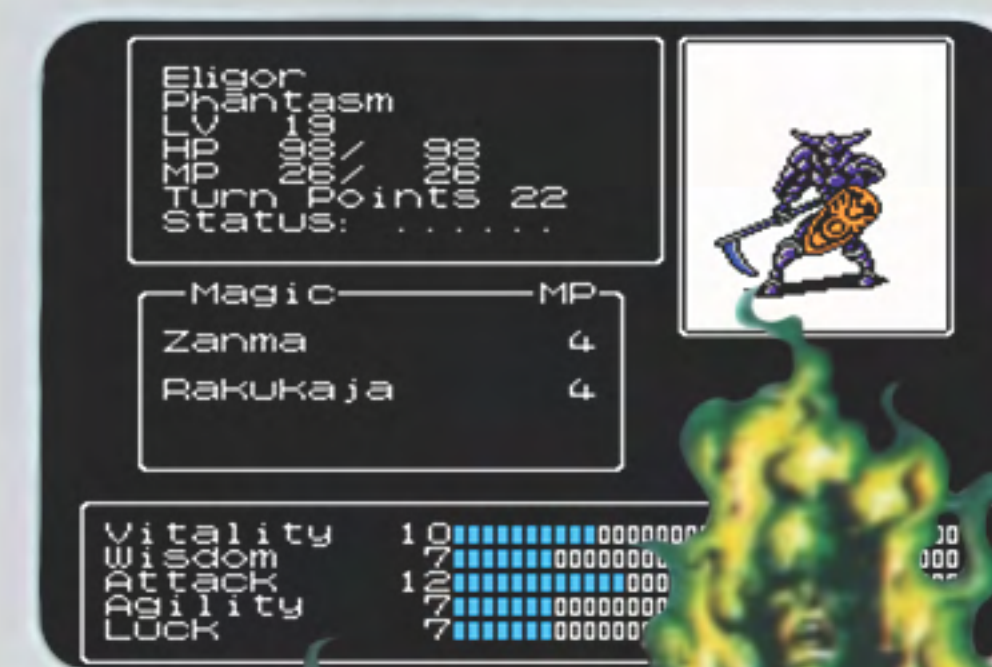 Eligor
Phantasm
LV 19
HP 98/ 98
MP 26/ 26
Turn Points 22
Status: ......
Magic MP
Zanma 4
Rakukaja 4
Vitality 10
Wisdom 7
Attack 12
Agility 7
Luck 7